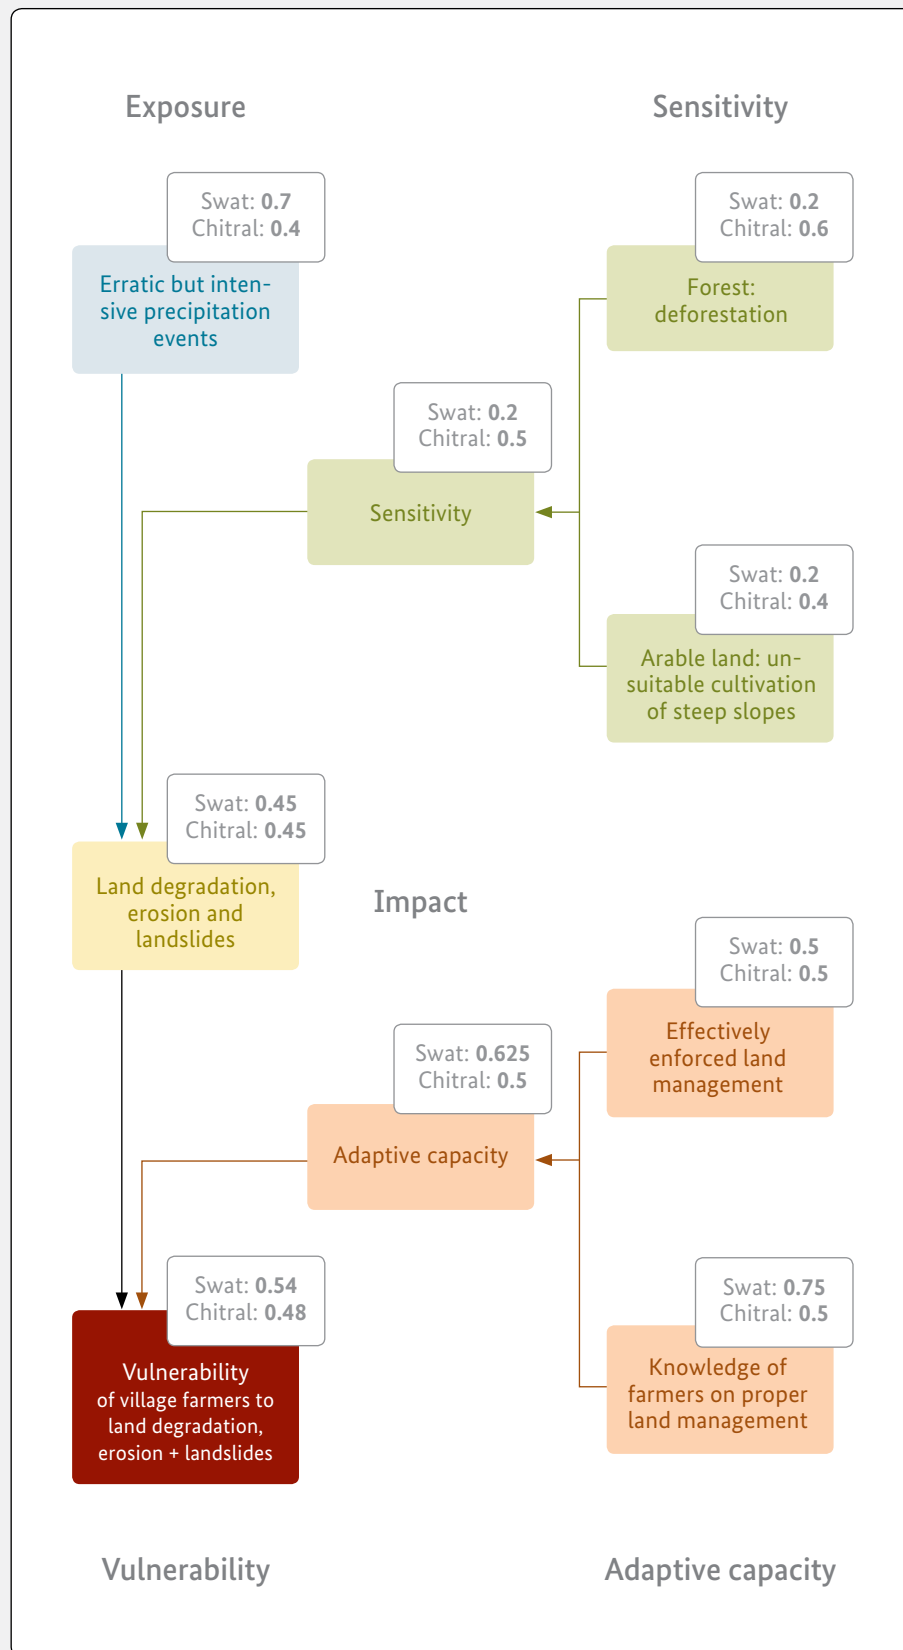 Exposure
Sensitivity
Swat: 0.7
Chitral: 0.4
Erratic but inten-
sive precipitation
events
Swat: 0.2
Chitral: 0.6
Forest:
deforestation
Swat: 0.2
Chitral: 0.5
Sensitivity
Swat: 0.2
Chitral: 0.4
Arable land: un-
suitable cultivation
of steep slopes
Swat: 0.45
Chitral: 0.45
Land degradation,
erosion and
landslides
Impact
Swat: 0.5
Chitral: 0.5
Effectively
enforced land
management
Swat: 0.625
Chitral: 0.5
Adaptive capacity
Swat: 0.54
Chitral: 0.48
Vulnerability
of village farmers to
land degradation,
erosion + landslides
Swat: 0.75
Chitral: 0.5
Knowledge of
farmers on proper
land management
Vulnerability
Adaptive capacity